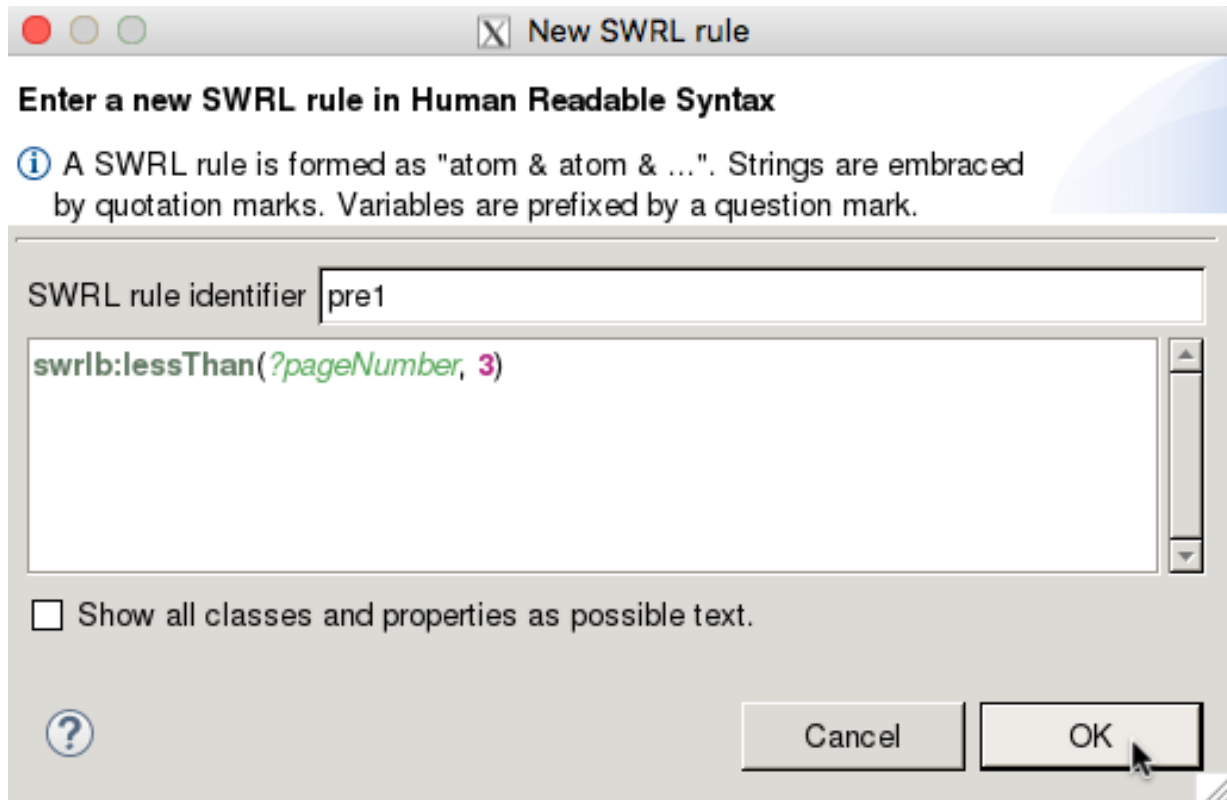 New SWRL rule
Enter a new SWRL rule in Human Readable Syntax
A SWRL rule is formed as "atom & atom & ...". Strings are embraced
by quotation marks. Variables are prefixed by a question mark.
SWRL rule identifier pre1
swrlb:lessThan(?pageNumber, 3)
Show all classes and properties as possible text.
Cancel OK